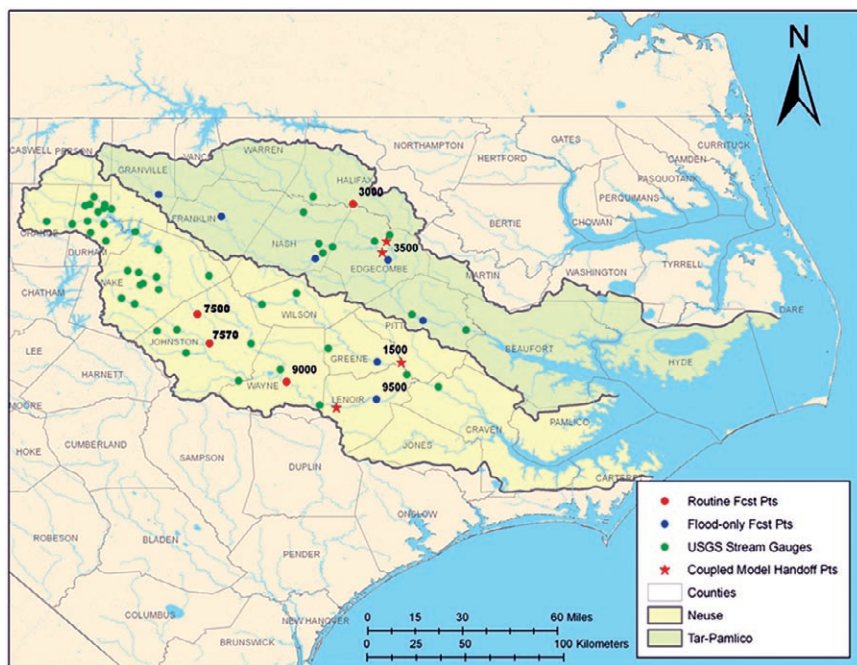 N
CASWELL
PERSON
VANCE
WARREN
NORTHAMPTON
GATES
CURRITUCK
CAMDEN
PASQUOTANK
HERTFORD
PERQUIMANS
GRANVILLE
HALIFAX
3000
FRANKLIN
BERTIE
CHOWAN
ORANGE
NASH
3500
DURHAM
EDGECOMBE
MARTIN
WASHINGTON
TYRRELL
DARE
CHATHAM
WAKE
7500
WILSON
PITT
BEAUFORT
HYDE
LEE
JOHNSTON
7570
GREENE
1500
HARNETT
9000
WAYNE
9500
MOORE
LENOIR
CRAVEN
PAMLICO
HOKE
CUMBERLAND
SAMPSON
JONES
DUPLIN
CARTERET
ONSLOW
ROBESON
BLADEN
PENDER
COLUMBUS
NEW HANOVER
BRUNSWICK
Routine Fcst Pts
Flood-only Fcst Pts
USGS Stream Gauges
Coupled Model Handoff Pts
Counties
Neuse
Tar-Pamlico
0 15 30 60 Miles
0 25 50 100 Kilometers